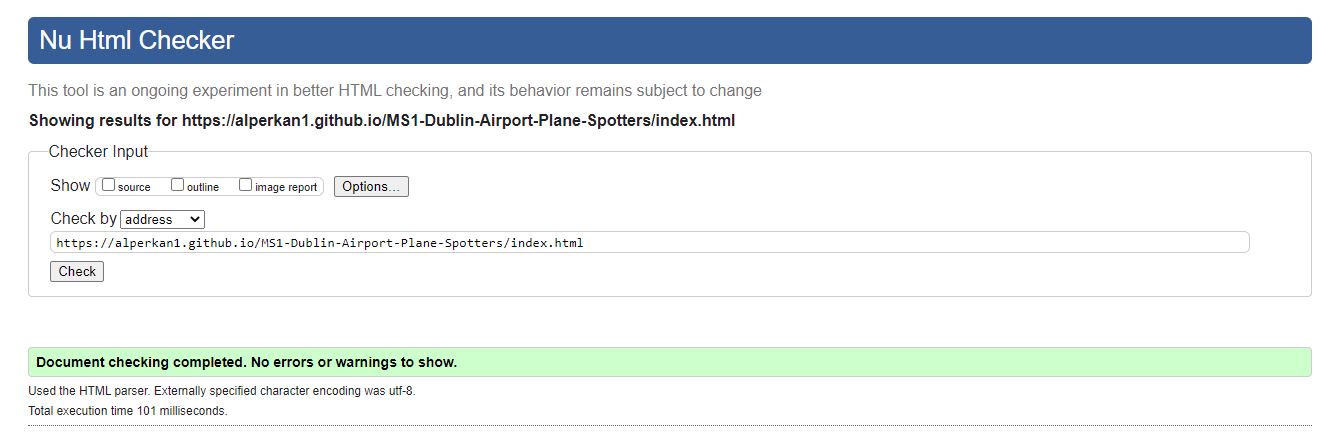 Nu Html Checker
This tool is an ongoing experiment in better HTML checking, and its behavior remains subject to change
Showing results for https://alperkan1.github.io/MS1-Dublin-Airport-Plane-Spotters/index.html
Checker Input
Show source outline image report Options...
Check by address
https://alperkan1.github.io/MS1-Dublin-Airport-Plane-Spotters/index.html
Check
Document checking completed. No errors or warnings to show.
Used the HTML parser. Externally specified character encoding was utf-8.
Total execution time 101 milliseconds.